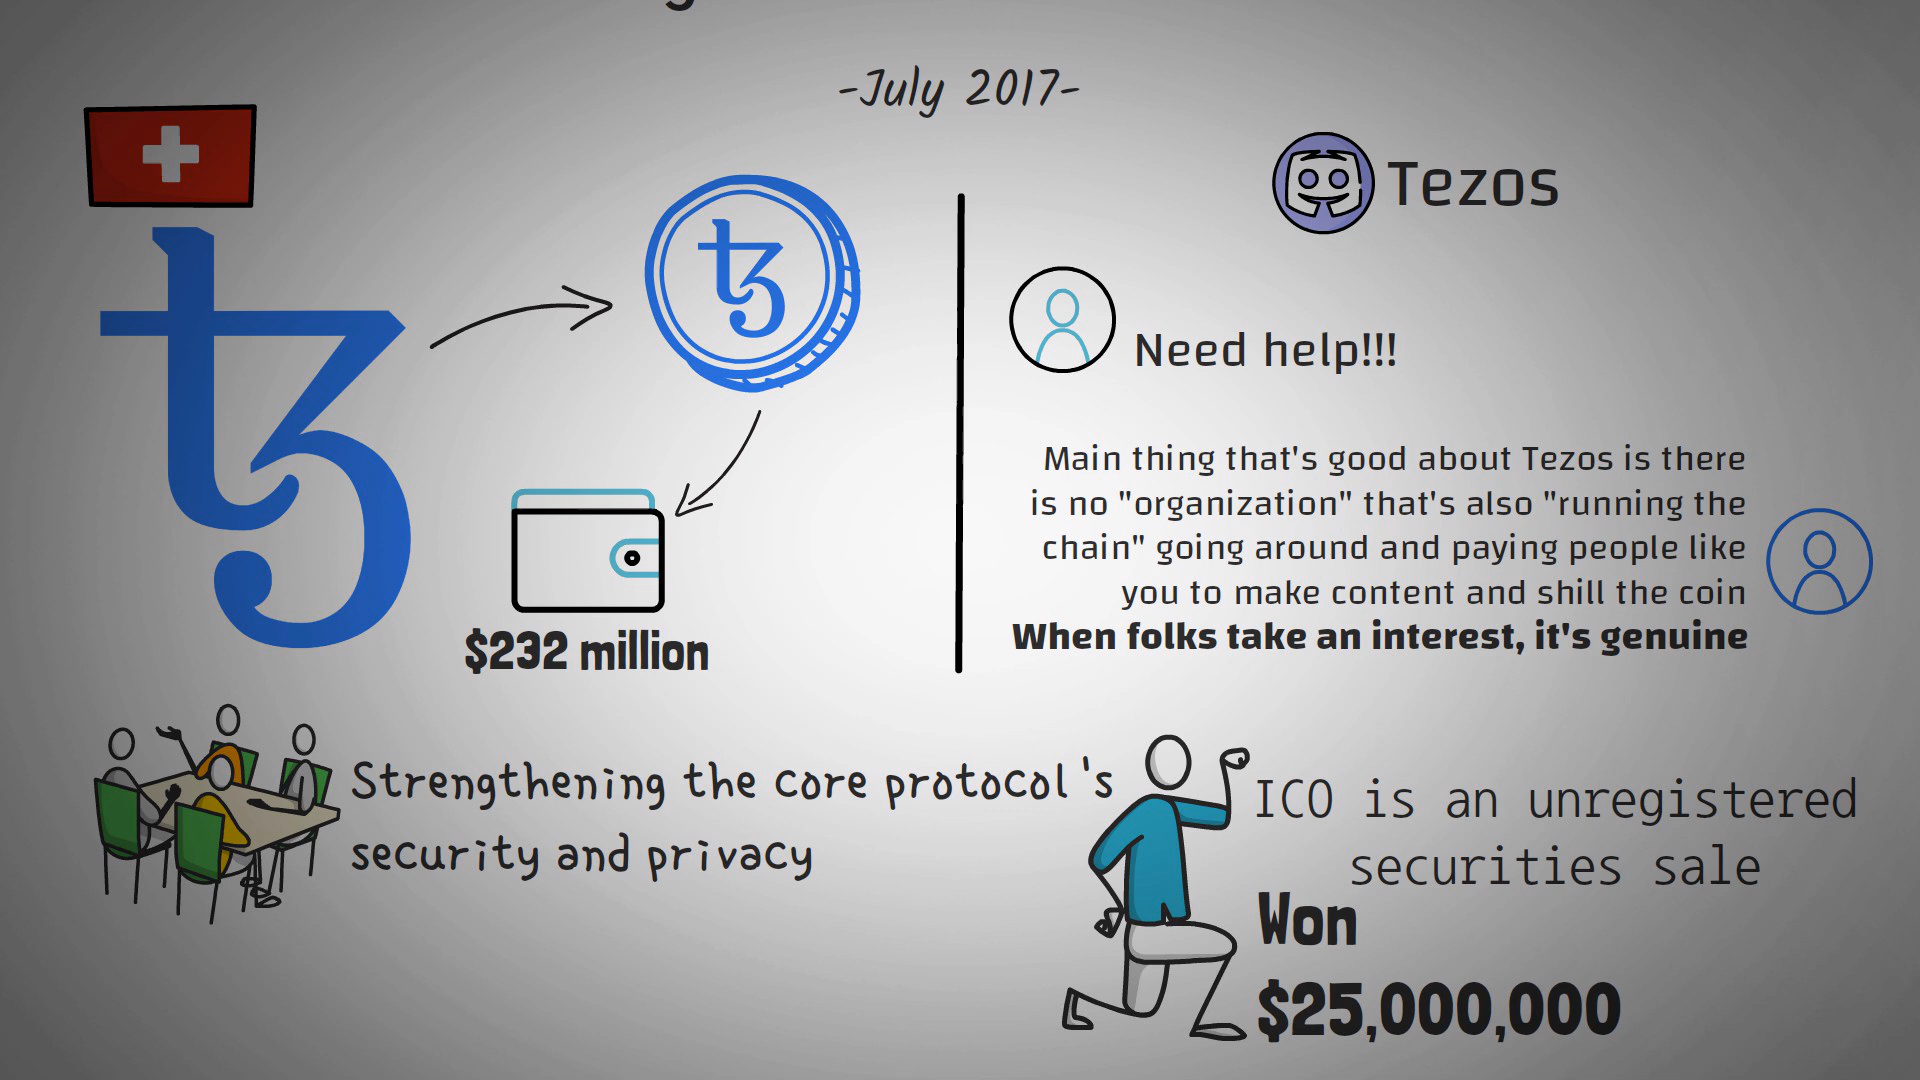 -July 2017-
Tezos
Need help!!!
Main thing that's good about Tezos is there
is no "organization" that's also "running the
chain" going around and paying people like
you to make content and shill the coin
When folks take an interest, it's genuine
$232 million
Strengthening the core protocol's
security and privacy
ICO is an unregistered
securities sale
Won
$25,000,000